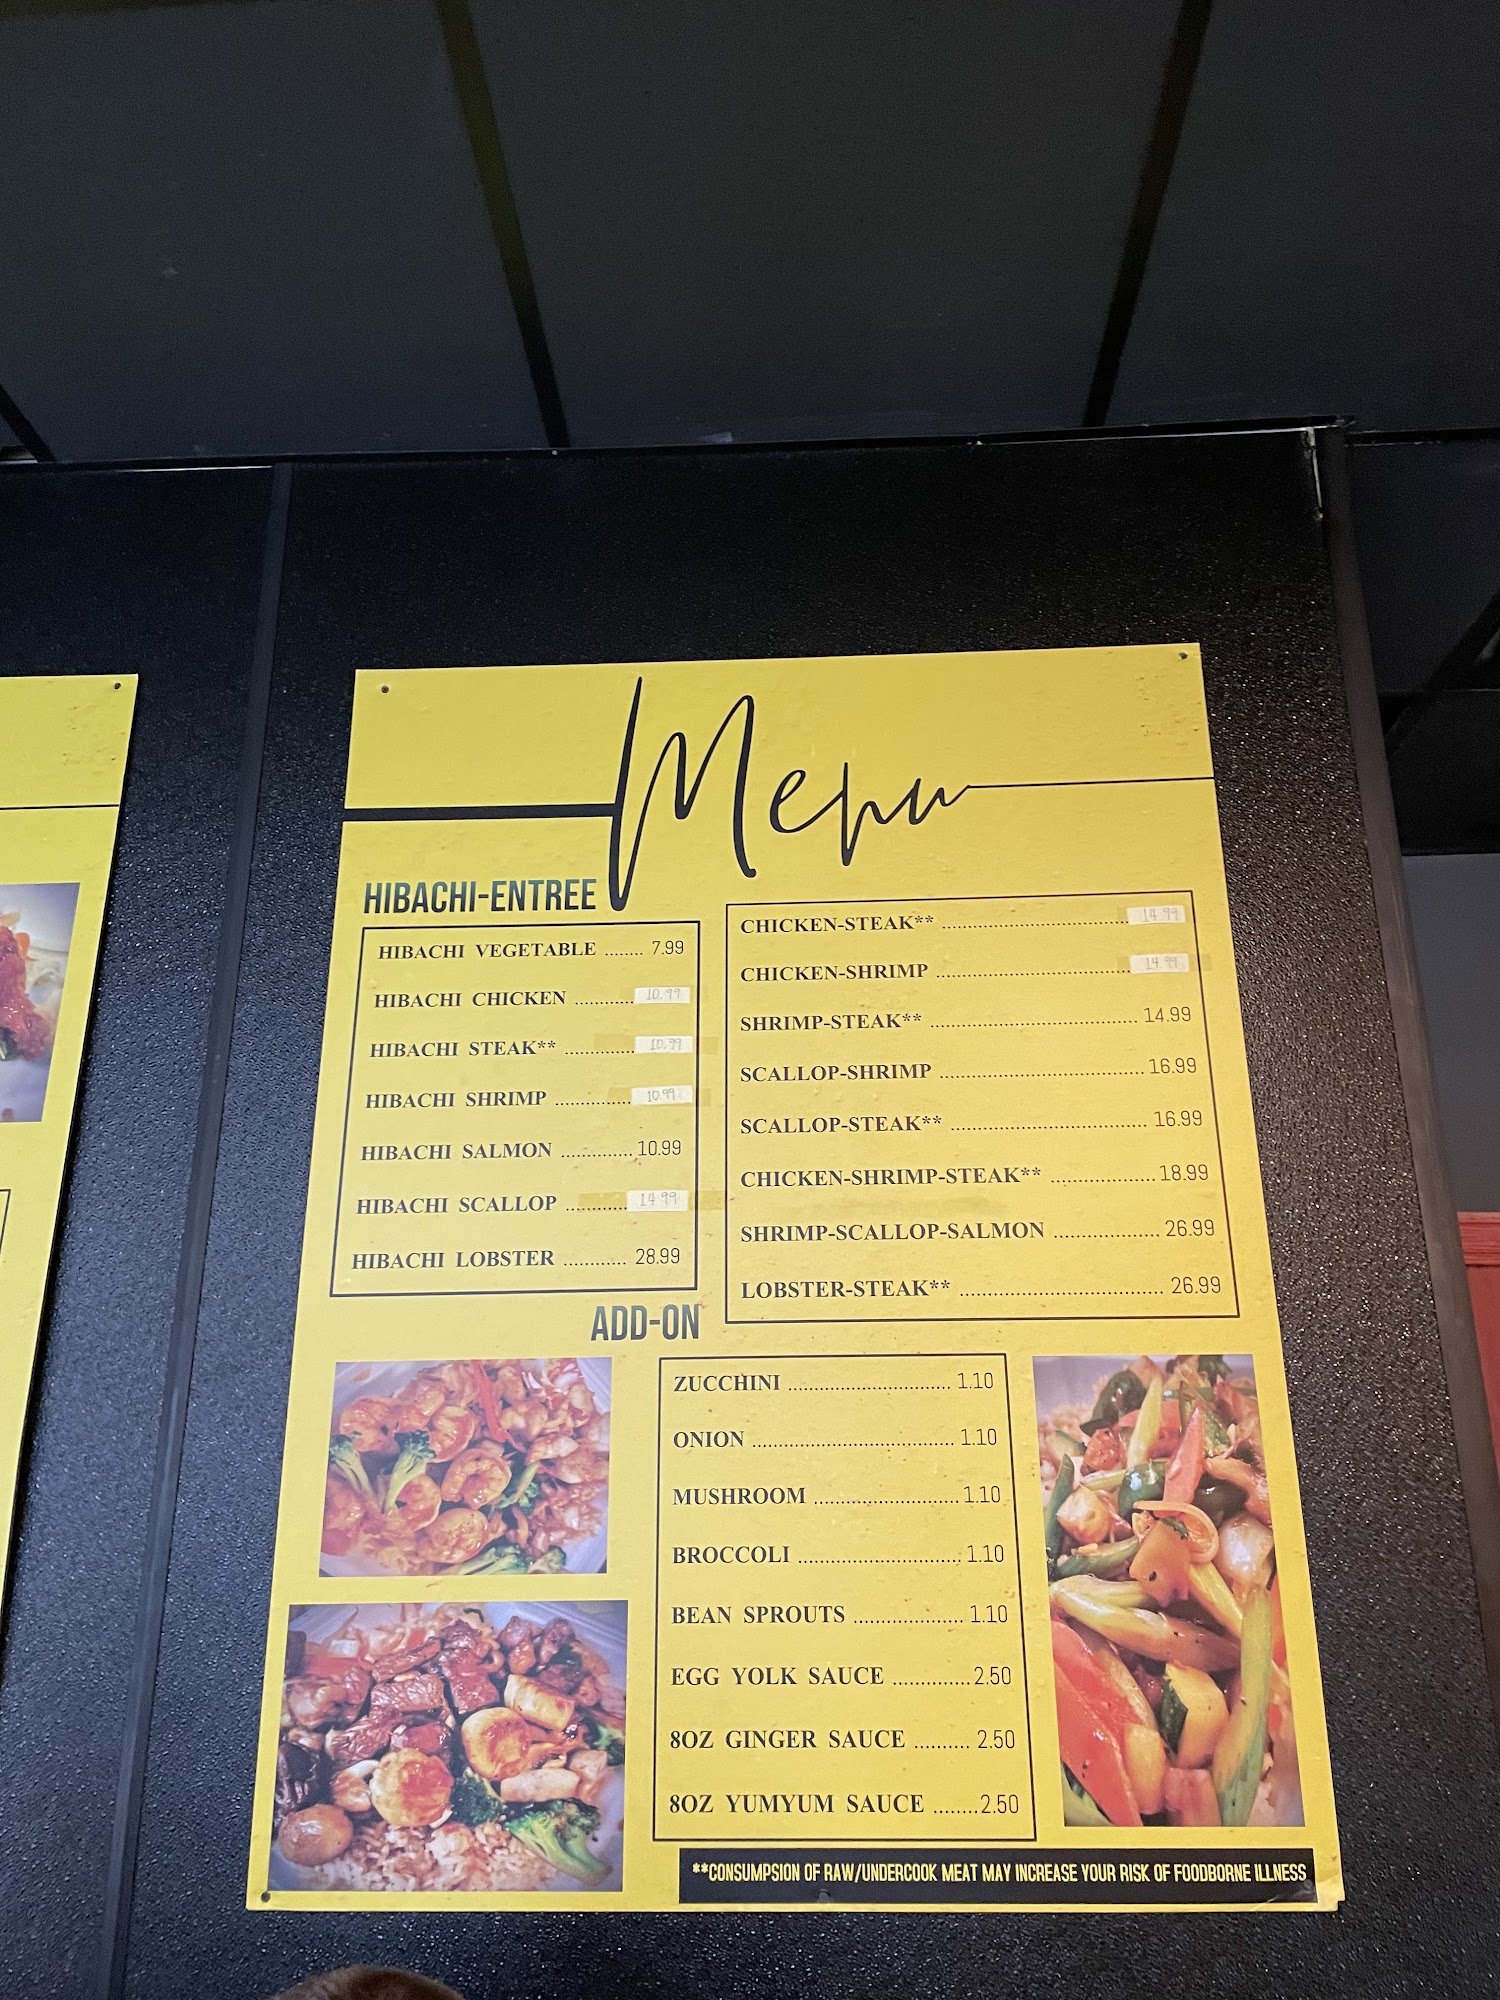 Menu
HIBACHI-ENTREE
HIBACHI VEGETABLE ........ 7.99
HIBACHI CHICKEN ............ 10.99
HIBACHI STEAK** .............. 10.99
HIBACHI SHRIMP ............... 10.99
HIBACHI SALMON .............. 10.99
HIBACHI SCALLOP ............ 14.99
HIBACHI LOBSTER ............ 28.99
CHICKEN-STEAK** ..................................... 14.99
CHICKEN-SHRIMP ...................................... 14.99
SHRIMP-STEAK** ...................................... 14.99
SCALLOP-SHRIMP ...................................... 16.99
SCALLOP-STEAK** .................................... 16.99
CHICKEN-SHRIMP-STEAK** ................... 18.99
SHRIMP-SCALLOP-SALMON .................... 26.99
LOBSTER-STEAK** ..................................... 26.99
ADD-ON
ZUCCHINI .............................. 1.10
ONION ..................................... 1.10
MUSHROOM .......................... 1.10
BROCCOLI .............................. 1.10
BEAN SPROUTS .................... 1.10
EGG YOLK SAUCE .............. 2.50
8OZ GINGER SAUCE .......... 2.50
8OZ YUMYUM SAUCE ........ 2.50
**CONSUMPSION OF RAW/UNDERCOOK MEAT MAY INCREASE YOUR RISK OF FOODBORNE ILLNESS